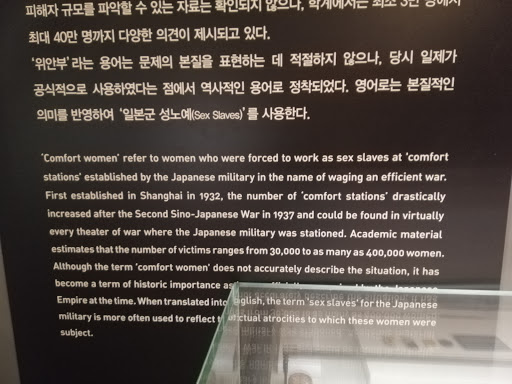 피해자 규모를 파악할 수 있는 자료는 확인되지 않으나, 학계에서는 최소 3만 명에서
최대 40만 명까지 다양한 의견이 제시되고 있다.
‘위안부’라는 용어는 문제의 본질을 표현하는 데 적절하지 않으나, 당시 일제가
공식적으로 사용하였다는 점에서 역사적인 용어로 정착되었다. 영어로는 본질적인
의미를 반영하여 ‘일본군 성노예(Sex Slaves)’를 사용한다.
‘Comfort women’ refer to women who were forced to work as sex slaves at ‘comfort
stations’ established by the Japanese military in the name of waging an efficient war.
First established in Shanghai in 1932, the number of ‘comfort stations’ drastically
increased after the Second Sino-Japanese War in 1937 and could be found in virtually
every theater of war where the Japanese military was stationed. Academic material
estimates that the number of victims ranges from 30,000 to as many as 400,000 women.
Although the term ‘comfort women’ does not accurately describe the situation, it has
become a term of historical importance as by the Japanese
Empire at the time. When translated into English, the term ‘sex slaves’ for the Japanese
military is more often used to reflect the actual atrocities to which these women were
subject.